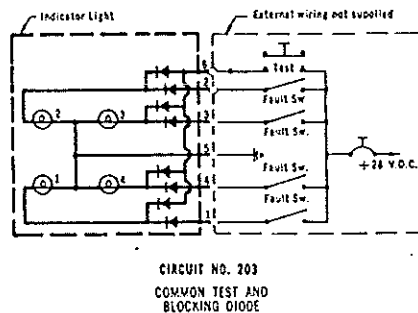 Indicator Light
External wiring not supplied
6
Test
2
Fault Sw.
2 3
3
Fault Sw.
5
+28 V.D.C.
Fault Sw.
1 4
4
Fault Sw.
1
CIRCUIT NO. 203
COMMON TEST AND
BLOCKING DIODE